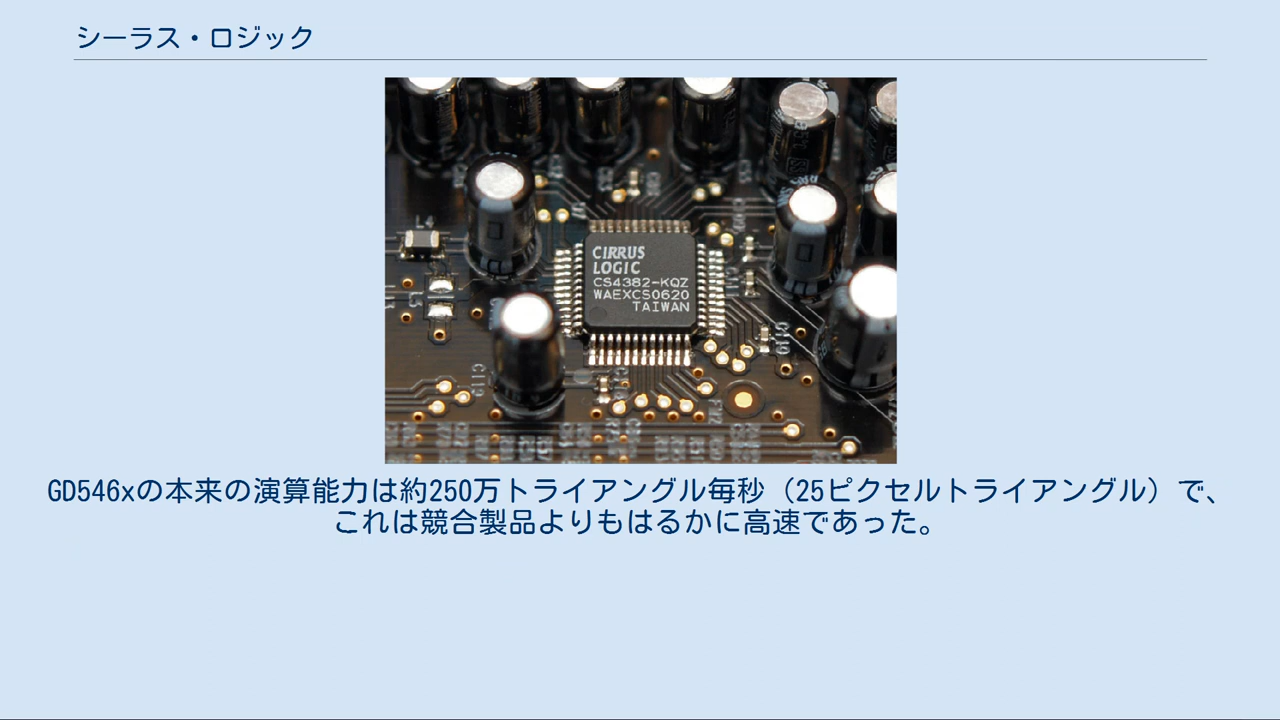 シーラス・ロジック
L4
CIRRUS
LOGIC
CS4382-KQZ
WAEXCS0620
TAIWAN
GD546xの本来の演算能力は約250万トライアングル毎秒（25ピクセルトライアングル）で、
これは競合製品よりもはるかに高速であった。